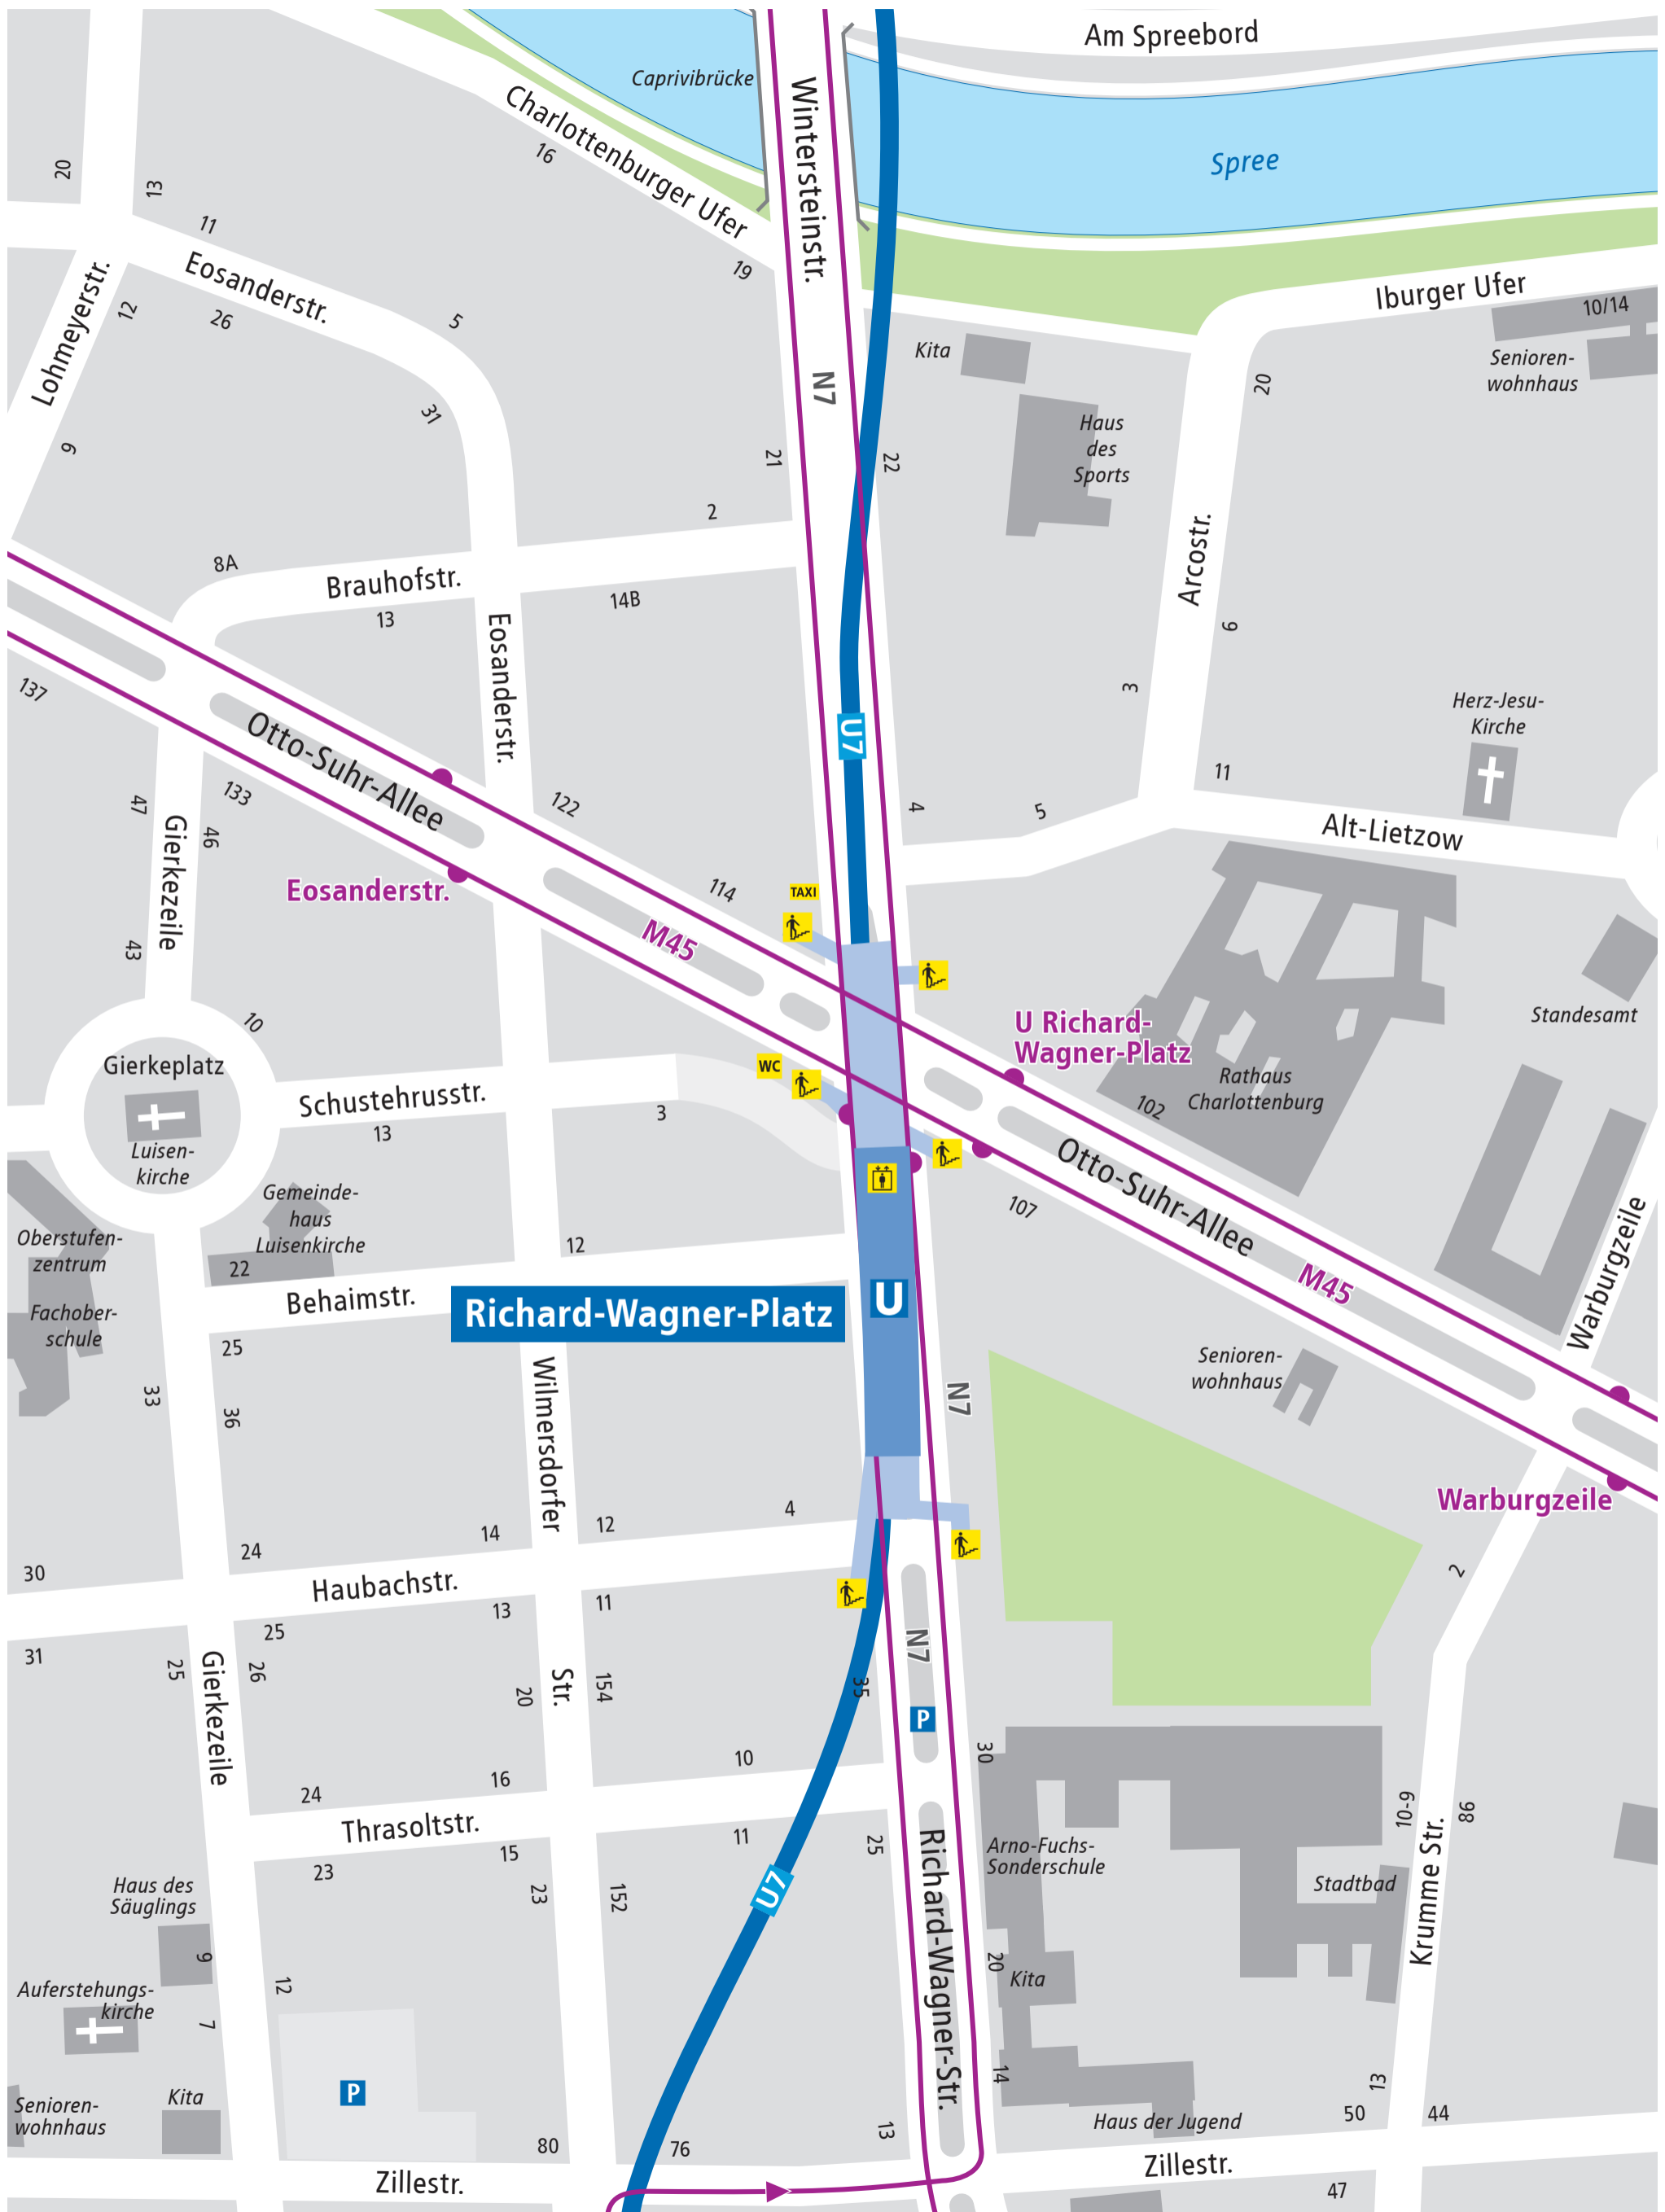 Am Spreebord
Caprivibrücke
Wintersteinstr.
Charlottenburger Ufer
16
Spree
20
13
11
Eosanderstr.
19
Iburger Ufer
10/14
Senioren-
wohnhaus
Lohmeyerstr.
12
26
5
Kita
N7
20
31
Haus
des
Sports
9
21
22
2
Arcostr.
8A
Brauhofstr.
13
14B
6
Eosanderstr.
137
3
Herz-Jesu-
Kirche
U7
Otto-Suhr-Allee
11
133
47
122
4
5
Alt-Lietzow
Gierkezeile
46
Eosanderstr.
114
TAXI
M45
43
Standesamt
10
U Richard-
Wagner-Platz
Gierkeplatz
WC
Rathaus
Charlottenburg
102
Schustehrusstr.
13
3
Luisen-
kirche
Otto-Suhr-Allee
107
Gemeinde-
haus
Luisenkirche
Oberstufen-
zentrum
12
22
Warburgzeile
M45
Behaimstr.
Richard-Wagner-Platz
U
Fachober-
schule
25
Senioren-
wohnhaus
33
36
N7
Wilmersdorfer
Str.
Warburgzeile
4
12
14
24
30
Haubachstr.
2
13
11
25
31
N7
Gierkezeile
25
26
20
154
35
P
30
10
16
24
Thrasoltstr.
10-9
86
11
25
15
23
Richard-Wagner-Str.
Arno-Fuchs-
Sonderschule
Stadtbad
Krumme Str.
Haus des
Säuglings
23
152
U7
9
20
Kita
12
Auferstehungs-
kirche
7
14
13
P
Kita
Senioren-
wohnhaus
Haus der Jugend
50
44
13
80
76
Zillestr.
Zillestr.
47